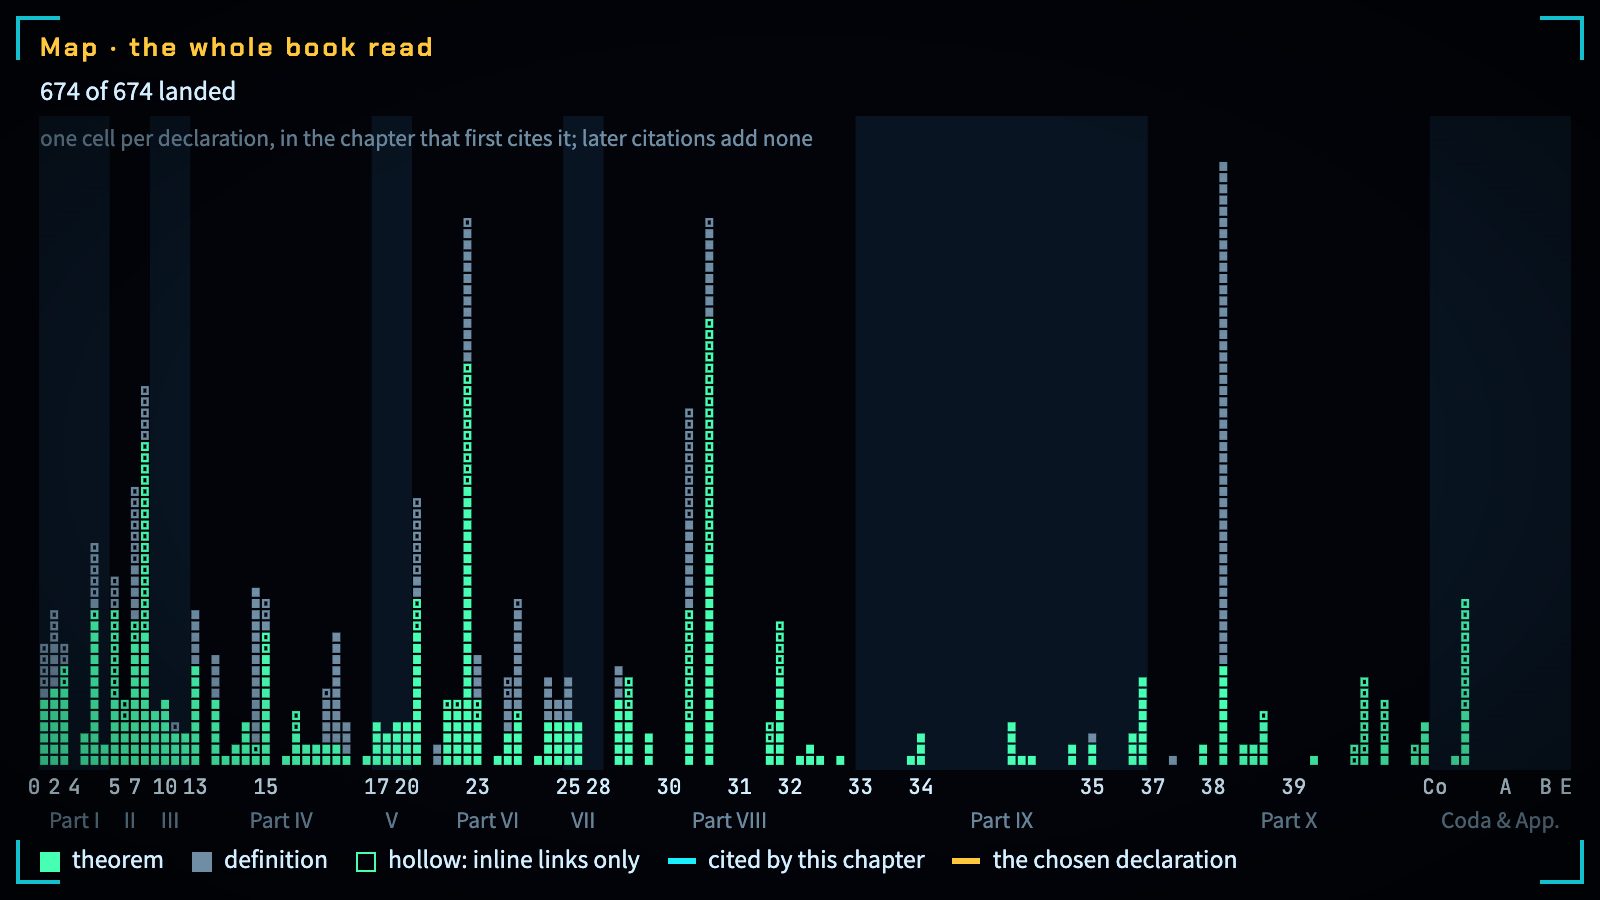 Map · the whole book read
674 of 674 landed
one cell per declaration, in the chapter that first cites it; later citations add none
0 2 4 5 7 10 13 15 17 20 23 25 28 30 31 32 33 34 35 37 38 39 Co A B E
Part I II III Part IV V Part VI VII Part VIII Part IX Part X Coda & App.
theorem definition hollow: inline links only cited by this chapter the chosen declaration